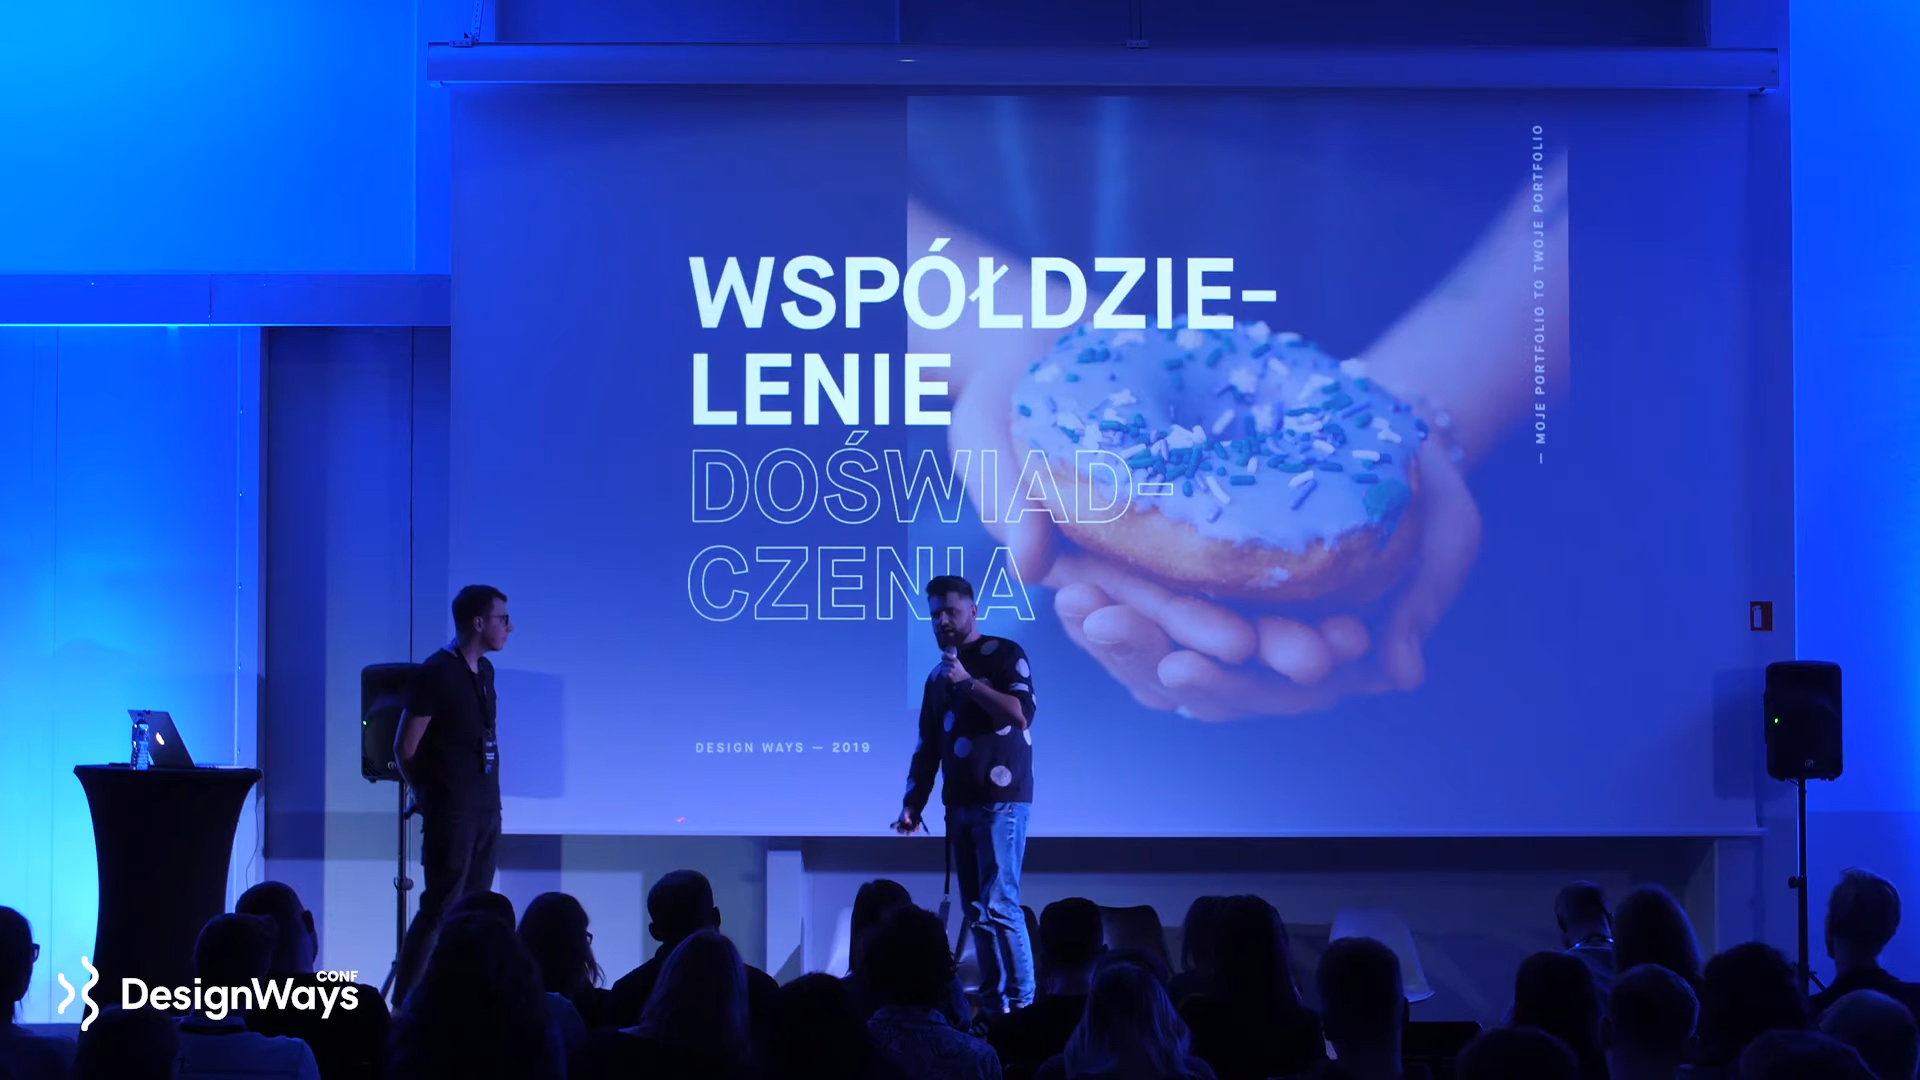 WSPÓŁDZIE-
LENIE
DOŚWIAD-
CZENIA
— MOJE PORTFOLIO TO TWOJE PORTFOLIO
DESIGN WAYS — 2019
DesignWays CONF